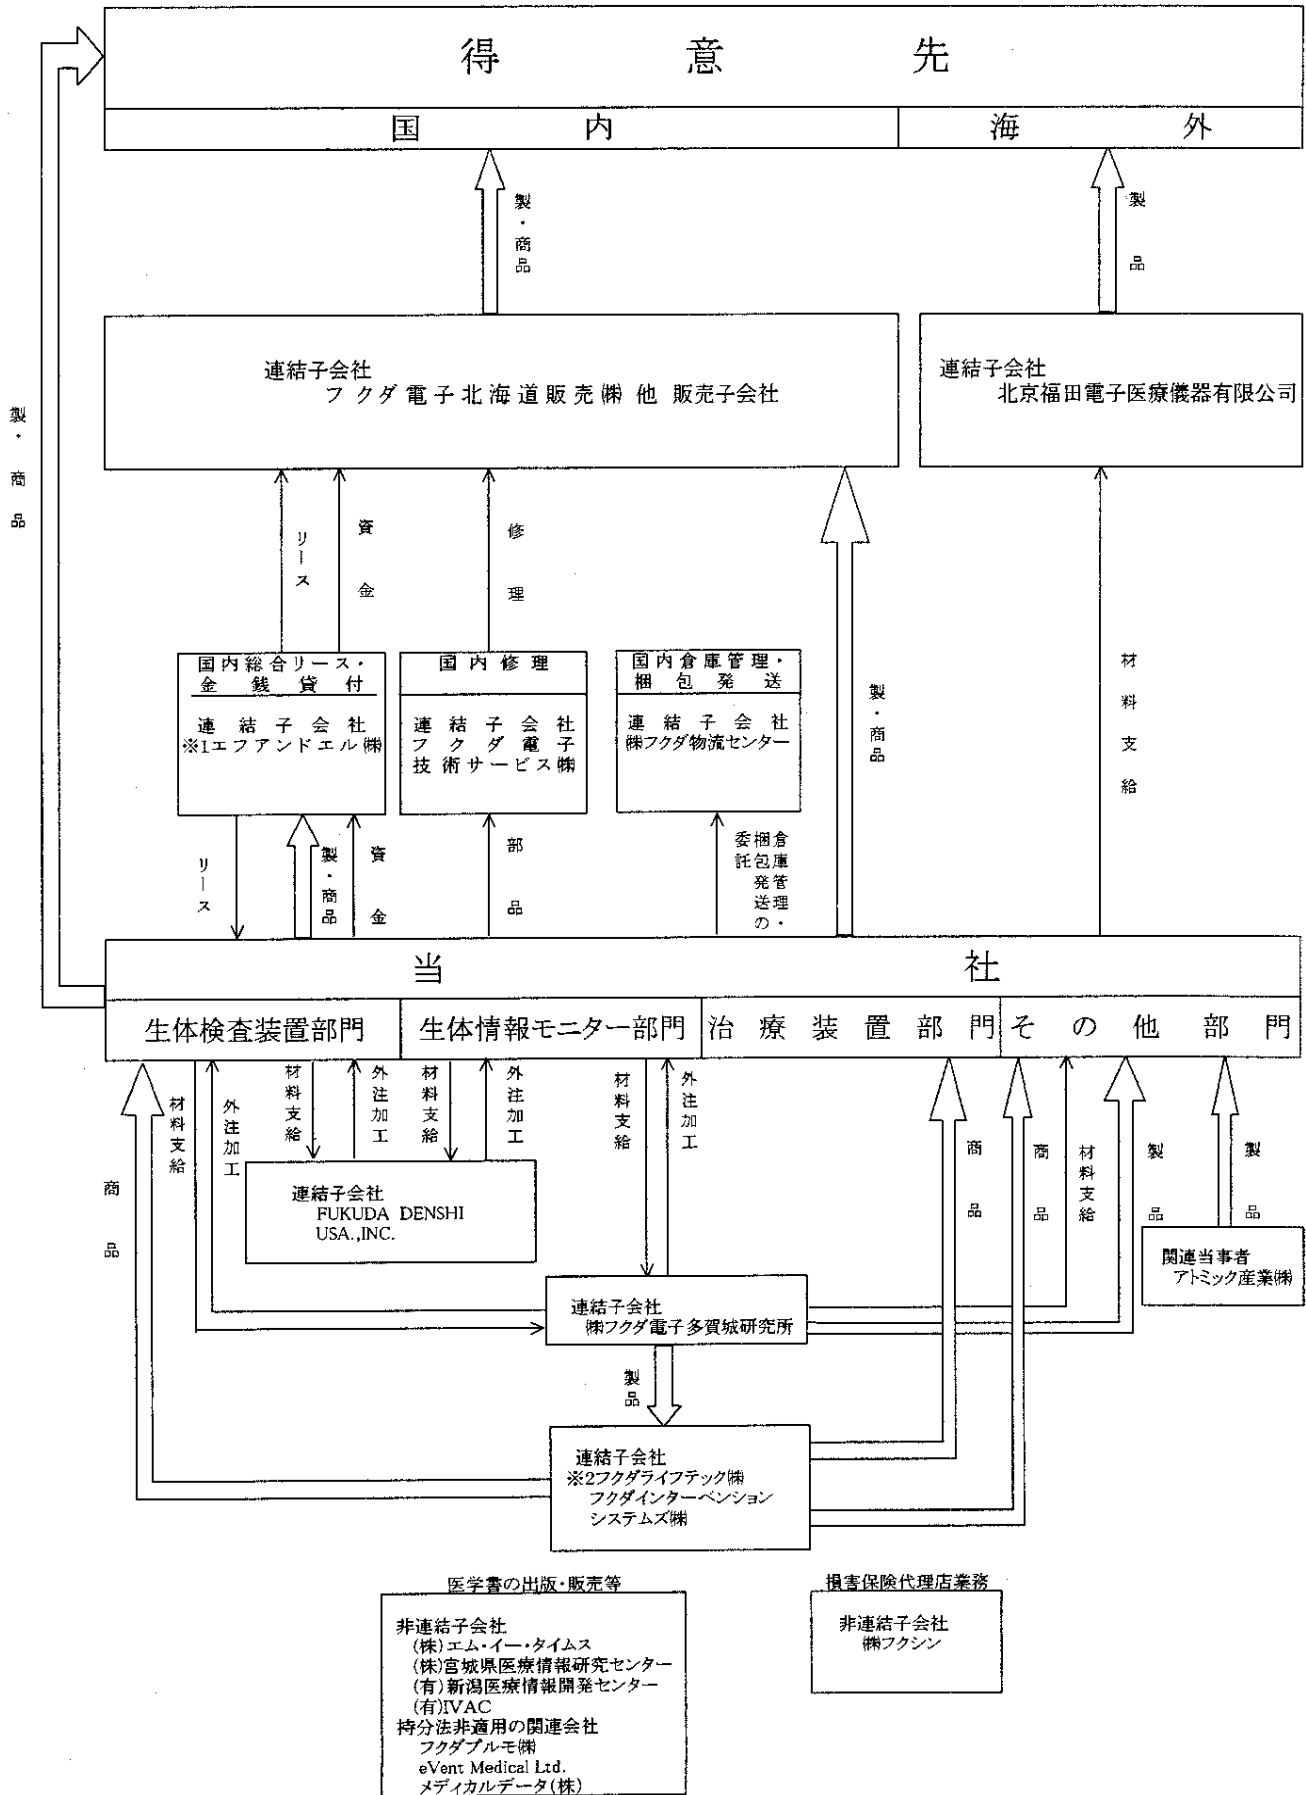 得意先
国内
海外
製・商品
製品
連結子会社
フクダ電子北海道販売㈱他 販売子会社
連結子会社
北京福田電子医療儀器有限公司
製・商品
リース
資金
修理
製・商品
材料支給
国内総合リース・
金銭貸付
連結子会社
※1エフアンドエル㈱
国内修理
連結子会社
フクダ電子
技術サービス㈱
国内倉庫管理・
梱包発送
連結子会社
㈱フクダ物流センター
リース
製・商品
資金
部品
倉庫管理・
梱包発送の
委託
当社
生体検査装置部門
生体情報モニター部門
治療装置部門
その他部門
商品
材料支給
外注加工
材料支給
外注加工
材料支給
外注加工
材料支給
外注加工
商品
商品
材料支給
製品
製品
連結子会社
FUKUDA DENSHI
USA.,INC.
関連当事者
アトミック産業㈱
連結子会社
㈱フクダ電子多賀城研究所
製品
連結子会社
※2フクダライフテック㈱
フクダインターベンション
システムズ㈱
医学書の出版・販売等
非連結子会社
(株)エム・イー・タイムス
(株)宮城県医療情報研究センター
(有)新潟医療情報開発センター
(有)IVAC
持分法非適用の関連会社
フクダプルモ㈱
eVent Medical Ltd.
メディカルデータ(株)
損害保険代理店業務
非連結子会社
㈱フクシン